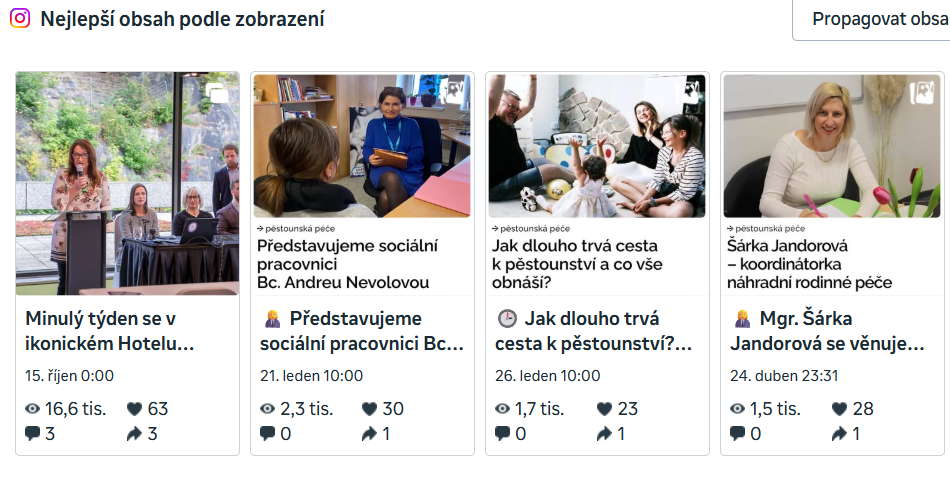 Nejlepší obsah podle zobrazení
Propagovat obsa
→ pěstounská péče
Představujeme sociální
pracovnici
Bc. Andreu Nevolovou
→ pěstounská péče
Jak dlouho trvá cesta
k pěstounství a co vše
obnáší?
→ pěstounská péče
Šárka Jandorová
– koordinátorka
náhradní rodinné péče
Minulý týden se v
ikonickém Hotelu...
15. říjen 0:00
16,6 tis.
63
3
3
Představujeme
sociální pracovnici Bc...
21. leden 10:00
2,3 tis.
30
0
1
Jak dlouho trvá
cesta k pěstounství?...
26. leden 10:00
1,7 tis.
23
0
1
Mgr. Šárka
Jandorová se věnuje...
24. duben 23:31
1,5 tis.
28
0
1